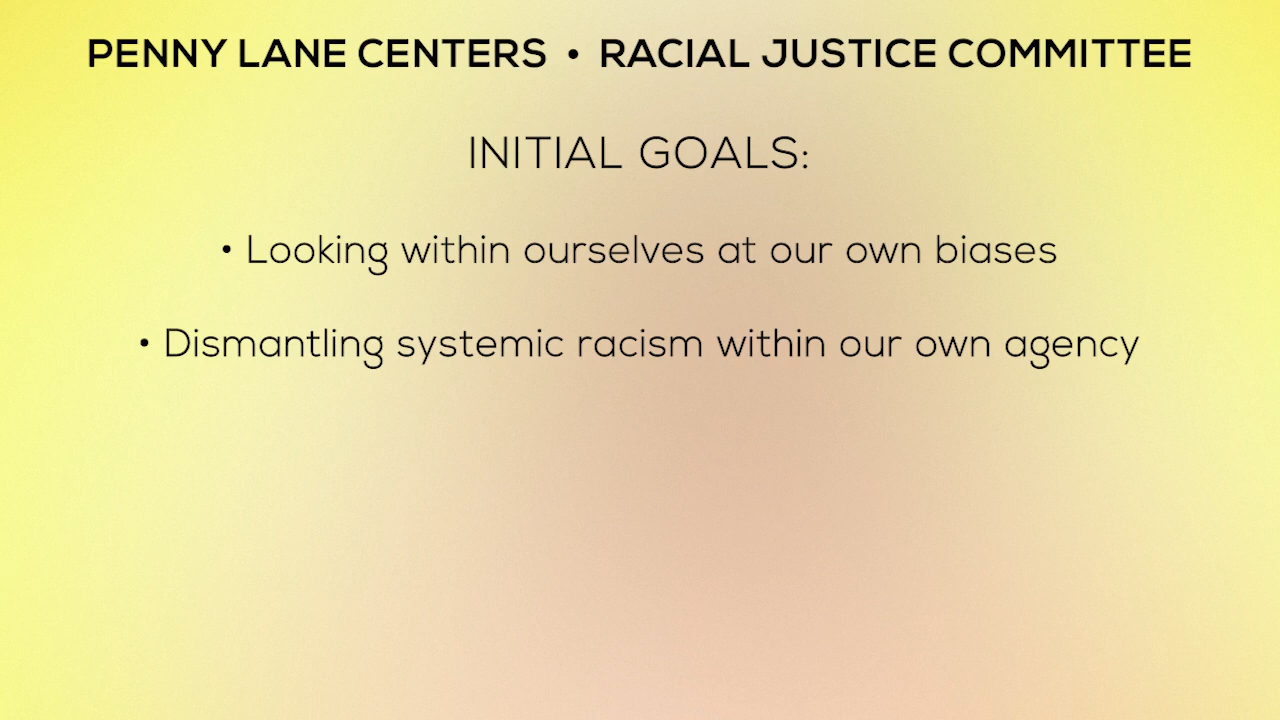 PENNY LANE CENTERS • RACIAL JUSTICE COMMITTEE
INITIAL GOALS:
• Looking within ourselves at our own biases
• Dismantling systemic racism within our own agency